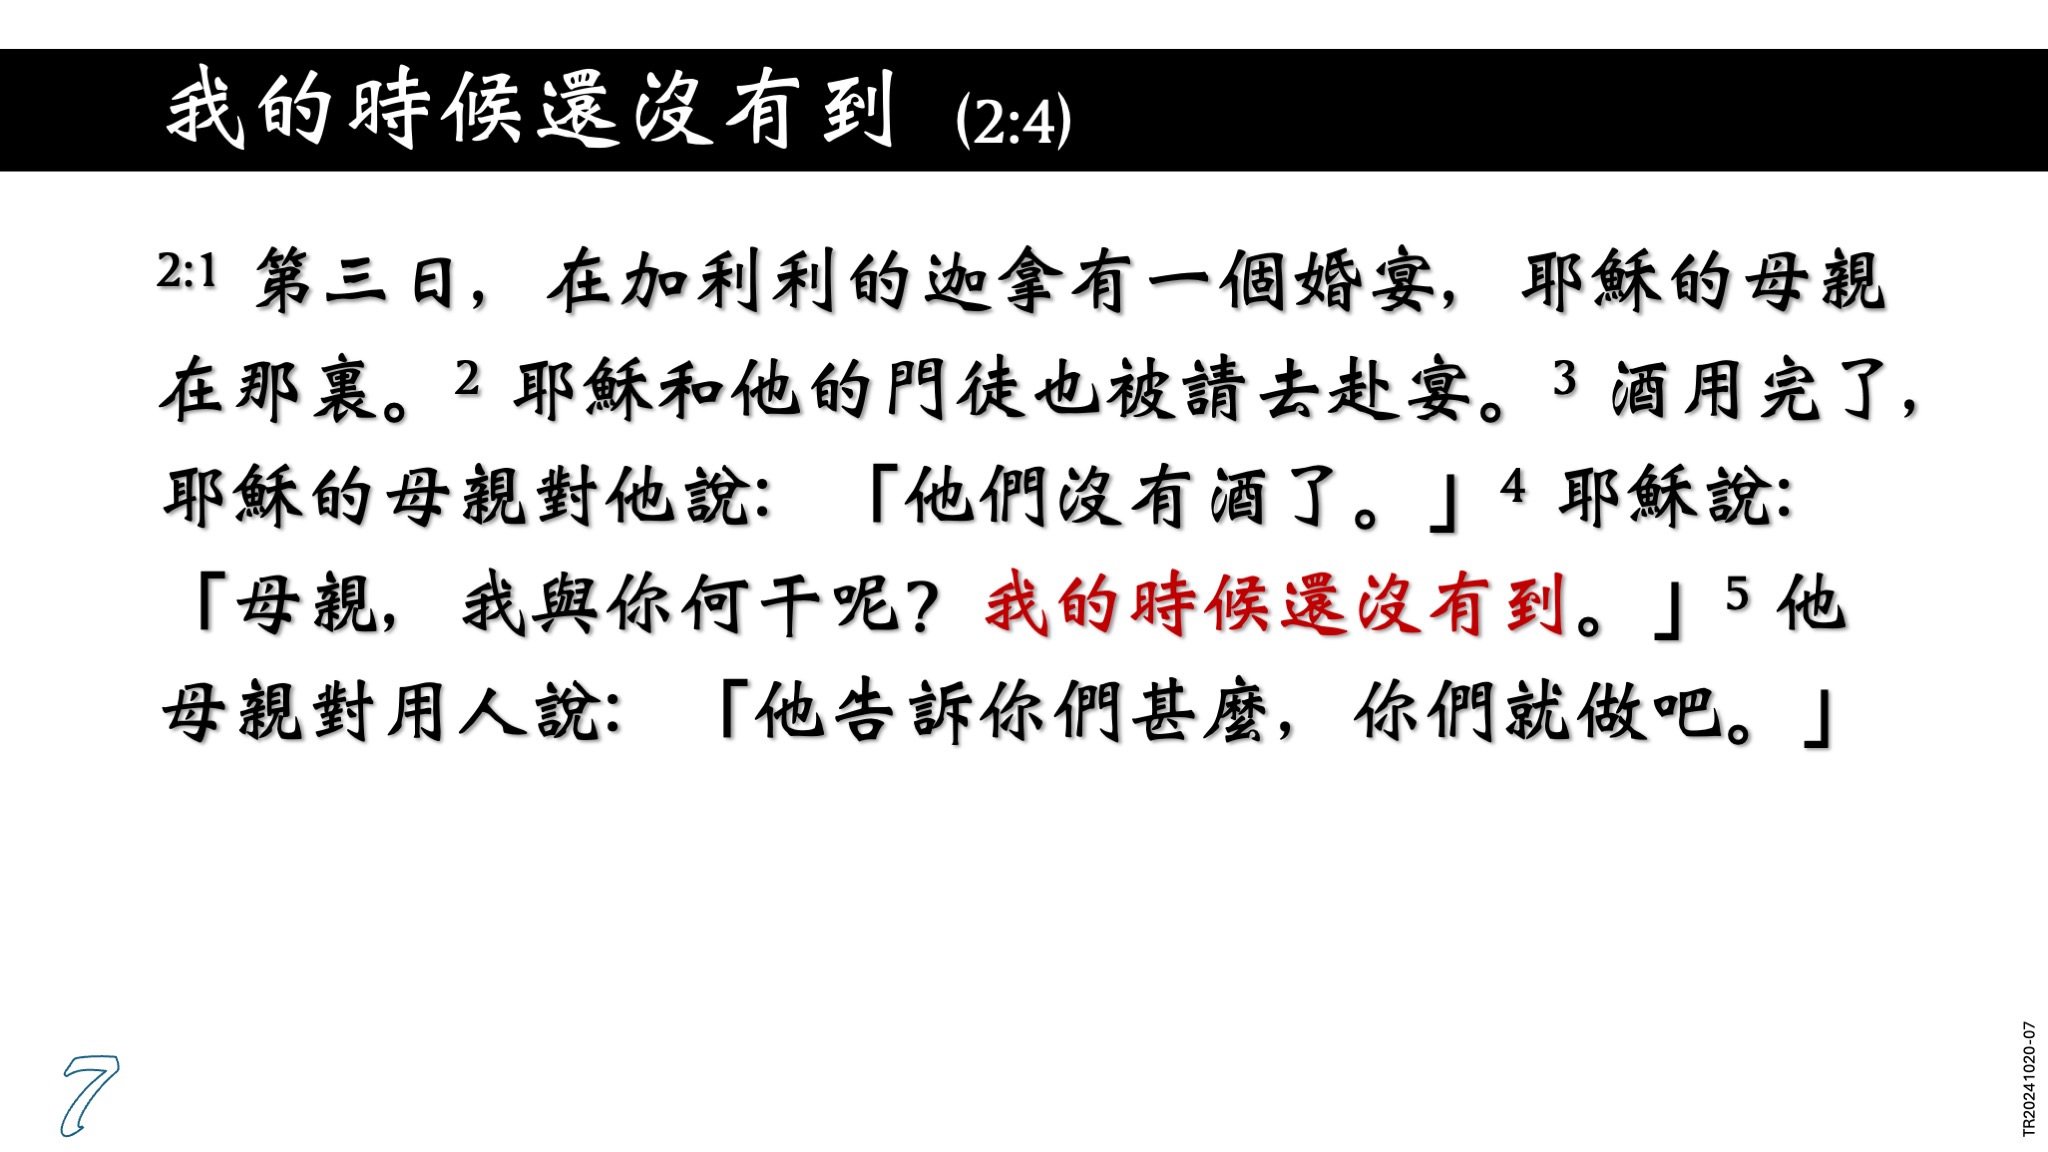 我的時候還沒有到 (2:4)
2:1 第三日，在加利利的迦拿有一個婚宴，耶穌的母親
在那裏。2 耶穌和他的門徒也被請去赴宴。3 酒用完了，
耶穌的母親對他說：「他們沒有酒了。」4 耶穌說：
「母親，我與你何干呢？我的時候還沒有到。」5 他
母親對用人說：「他告訴你們甚麼，你們就做吧。」
7
TR20241020-07